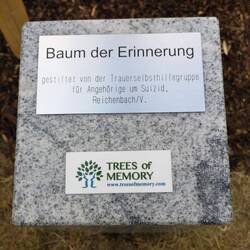 Baum der Erinnerung
gestiftet von der Trauerselbsthilfegruppe
für Angehörige um Suizid,
Reichenbach/V.
TREES of
MEMORY
www.treesofmemory.com